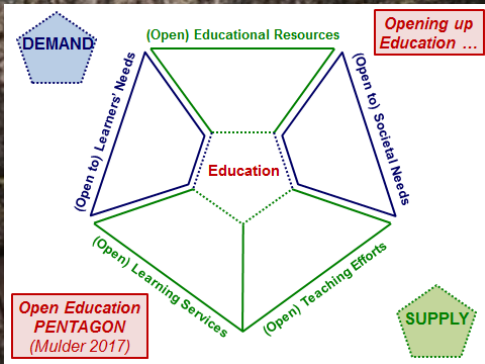 DEMAND
(Open) Educational Resources
Opening up
Education ...
(Open to) Learners' Needs
(Open to) Societal Needs
Education
(Open) Learning Services
(Open) Teaching Efforts
Open Education
PENTAGON
(Mulder 2017)
SUPPLY